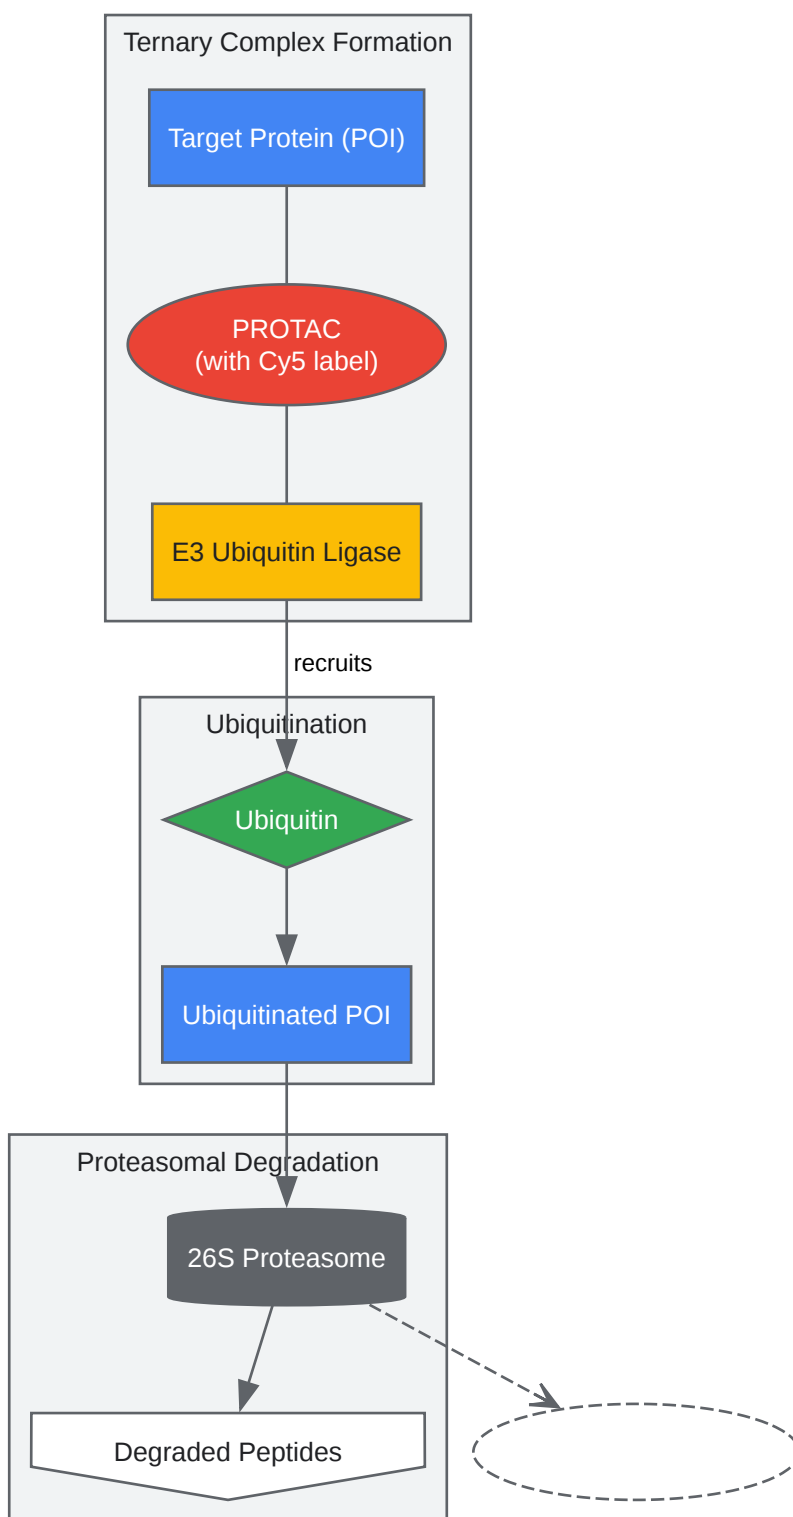 Ternary Complex Formation
Target Protein (POI)
PROTAC
(with Cy5 label)
E3 Ubiquitin Ligase
recruits
Ubiquitination
Ubiquitin
Ubiquitinated POI
Proteasomal Degradation
26S Proteasome
Degraded Peptides